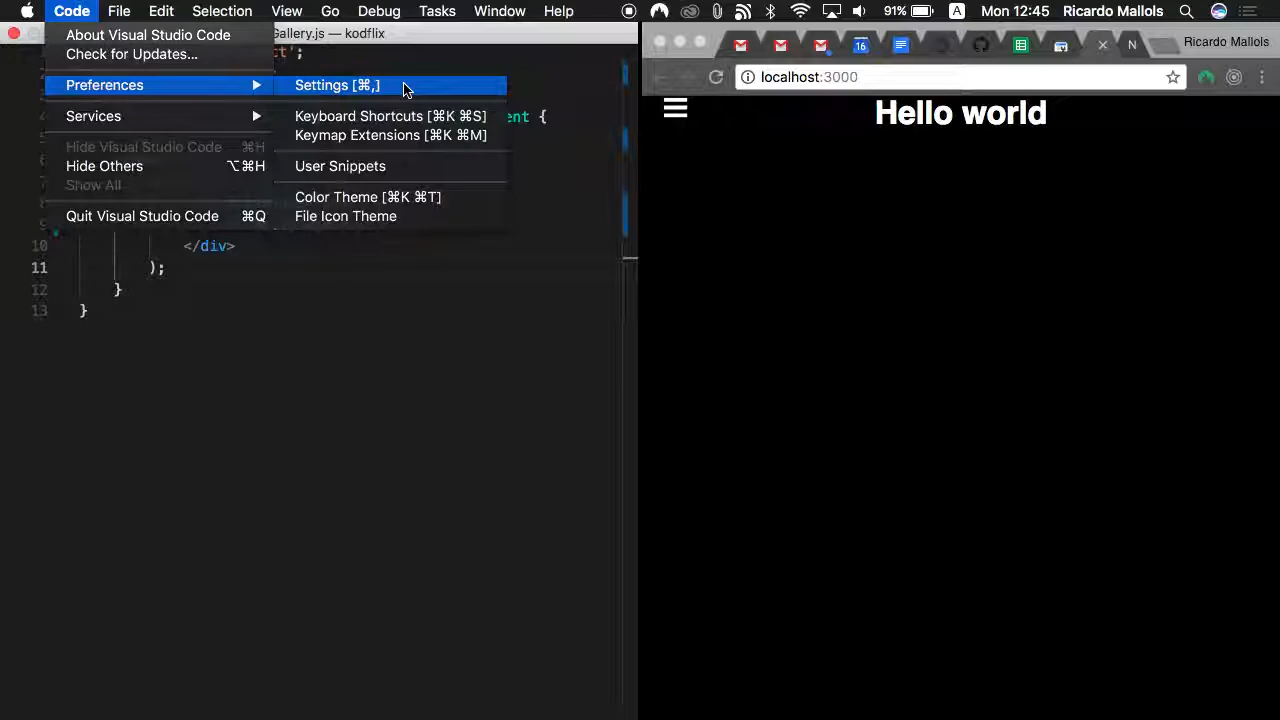 Code File Edit Selection View Go Debug Tasks Window Help 91% A Mon 12:45 Ricardo Mallols
Gallery.js — kodflix
About Visual Studio Code
Check for Updates...
Preferences ▶
Services ▶
Hide Visual Studio Code ⌘H
Hide Others ⌥⌘H
Show All
Quit Visual Studio Code ⌘Q
Settings [⌘,]
Keyboard Shortcuts [⌘K ⌘S]
Keymap Extensions [⌘K ⌘M]
User Snippets
Color Theme [⌘K ⌘T]
File Icon Theme
';
{
10 </div>
11 );
12 }
13 }
16 N Ricardo Mallols
localhost:3000
Hello world